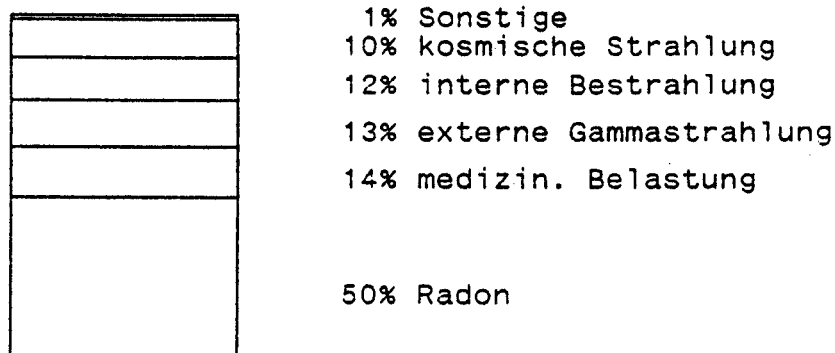 1% Sonstige
10% kosmische Strahlung
12% interne Bestrahlung
13% externe Gammastrahlung
14% medizin. Belastung
50% Radon